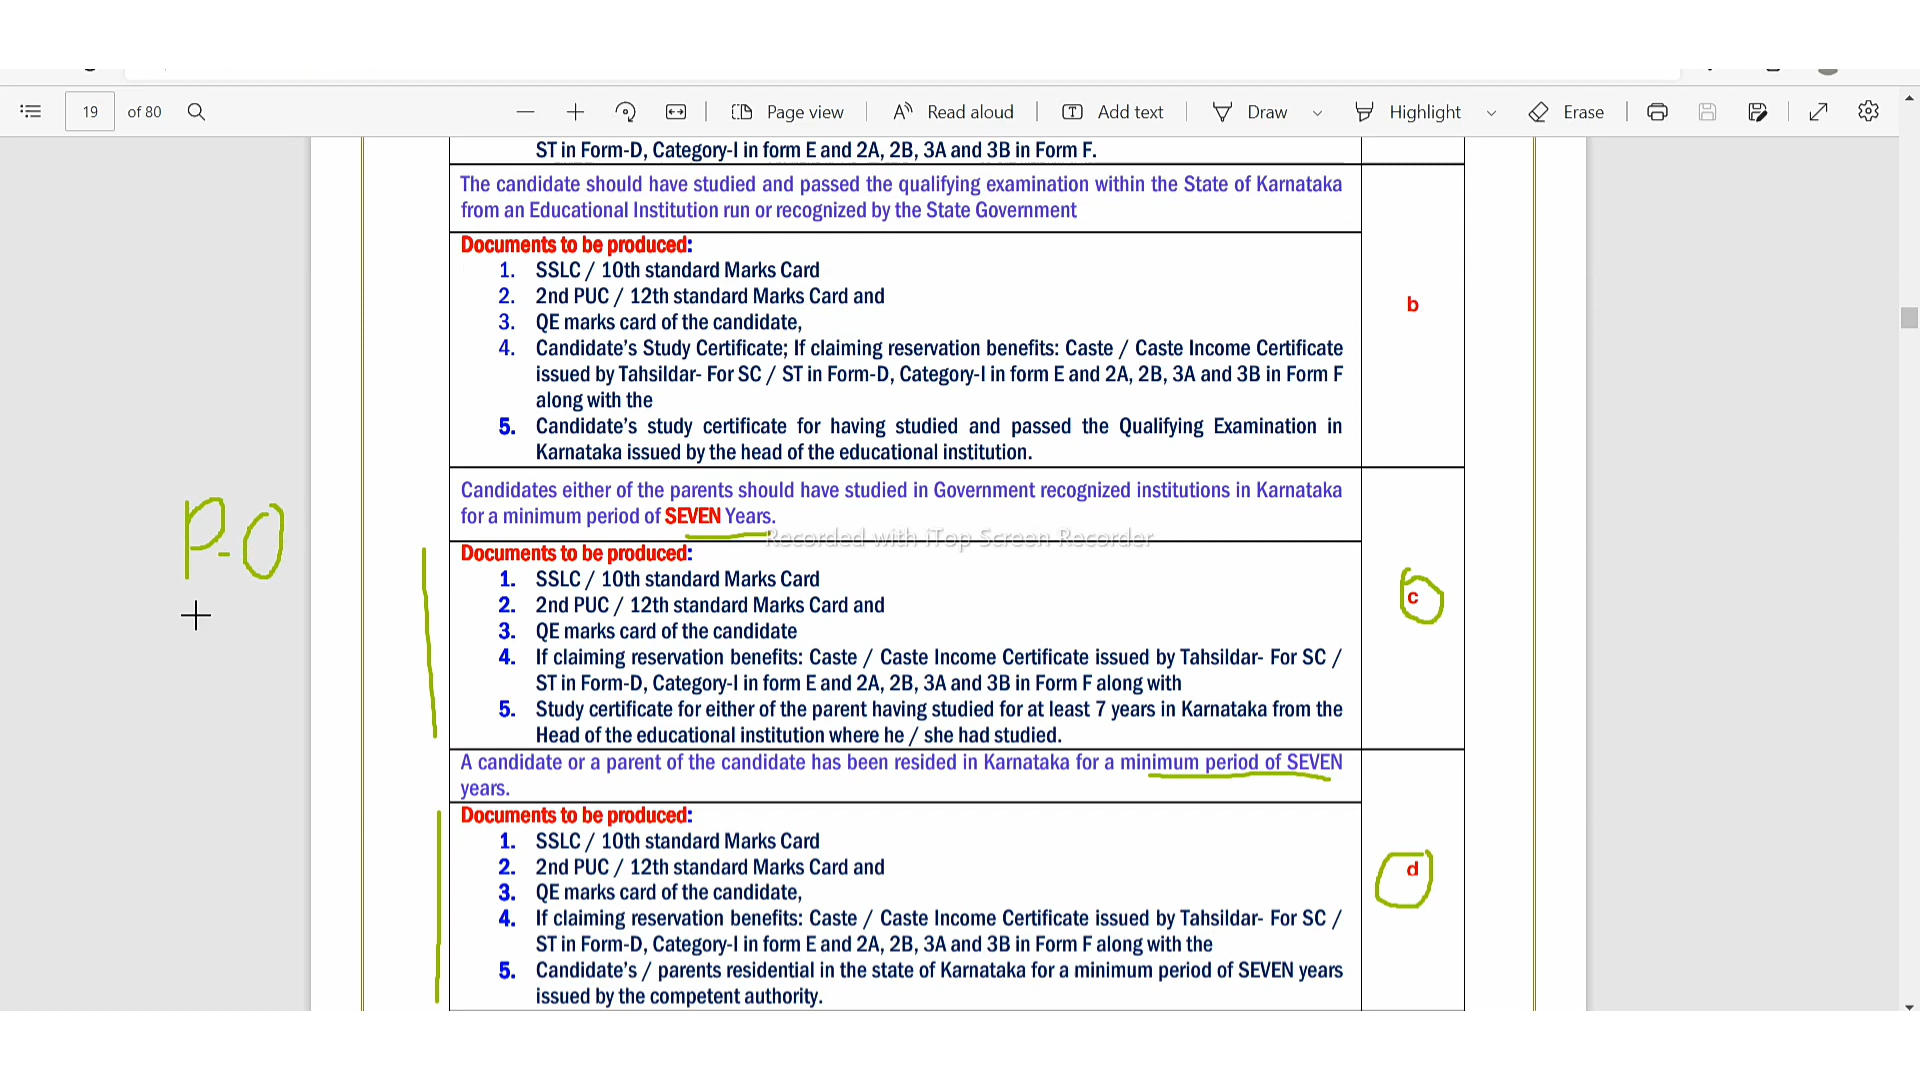 19 of 80 Page view Read aloud Add text Draw Highlight Erase
ST in Form-D, Category-I in form E and 2A, 2B, 3A and 3B in Form F.
The candidate should have studied and passed the qualifying examination within the State of Karnataka
from an Educational Institution run or recognized by the State Government
Documents to be produced:
1. SSLC / 10th standard Marks Card
2. 2nd PUC / 12th standard Marks Card and
3. QE marks card of the candidate,
4. Candidate's Study Certificate; If claiming reservation benefits: Caste / Caste Income Certificate
issued by Tahsildar- For SC / ST in Form-D, Category-I in form E and 2A, 2B, 3A and 3B in Form F
along with the
5. Candidate's study certificate for having studied and passed the Qualifying Examination in
Karnataka issued by the head of the educational institution.
b
Candidates either of the parents should have studied in Government recognized institutions in Karnataka
for a minimum period of SEVEN Years.
Recorded with iTop Screen Recorder
P-O
Documents to be produced:
1. SSLC / 10th standard Marks Card
2. 2nd PUC / 12th standard Marks Card and
3. QE marks card of the candidate
4. If claiming reservation benefits: Caste / Caste Income Certificate issued by Tahsildar- For SC /
ST in Form-D, Category-I in form E and 2A, 2B, 3A and 3B in Form F along with
5. Study certificate for either of the parent having studied for at least 7 years in Karnataka from the
Head of the educational institution where he / she had studied.
c
A candidate or a parent of the candidate has been resided in Karnataka for a minimum period of SEVEN
years.
Documents to be produced:
1. SSLC / 10th standard Marks Card
2. 2nd PUC / 12th standard Marks Card and
3. QE marks card of the candidate,
4. If claiming reservation benefits: Caste / Caste Income Certificate issued by Tahsildar- For SC /
ST in Form-D, Category-I in form E and 2A, 2B, 3A and 3B in Form F along with the
5. Candidate's / parents residential in the state of Karnataka for a minimum period of SEVEN years
issued by the competent authority.
d